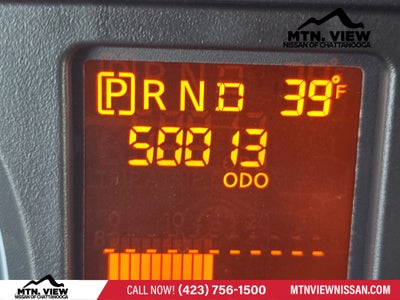 MTN. VIEW
NISSAN OF CHATTANOOGA
P R N D 39°F
50013
ODO
MTN. VIEW
NISSAN OF CHATTANOOGA
CALL NOW! (423) 756-1500
MTNVIEWNISSAN.COM